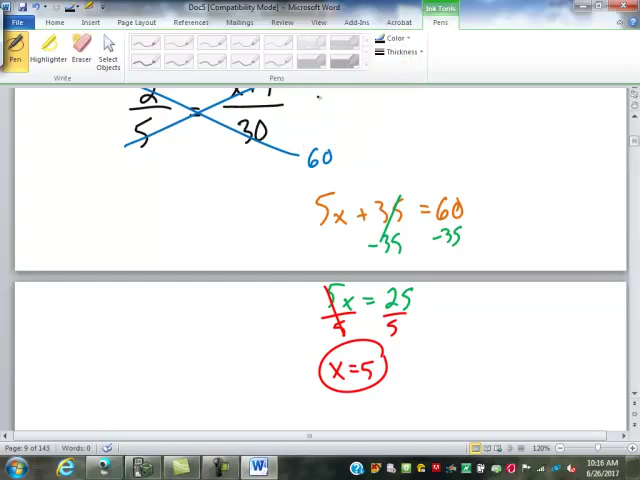 Doc5 [Compatibility Mode] - Microsoft Word
Ink Tools
File Home Insert Page Layout References Mailings Review View Add-Ins Acrobat Pens
Pen Highlighter Eraser Select Objects
Color
Thickness
Write Pens
2
5 = 30
60
5x + 35 = 60
-35 -35
5x = 25
5 5
x = 5
Page: 9 of 143 Words: 0 120%
10:16 AM
6/26/2017